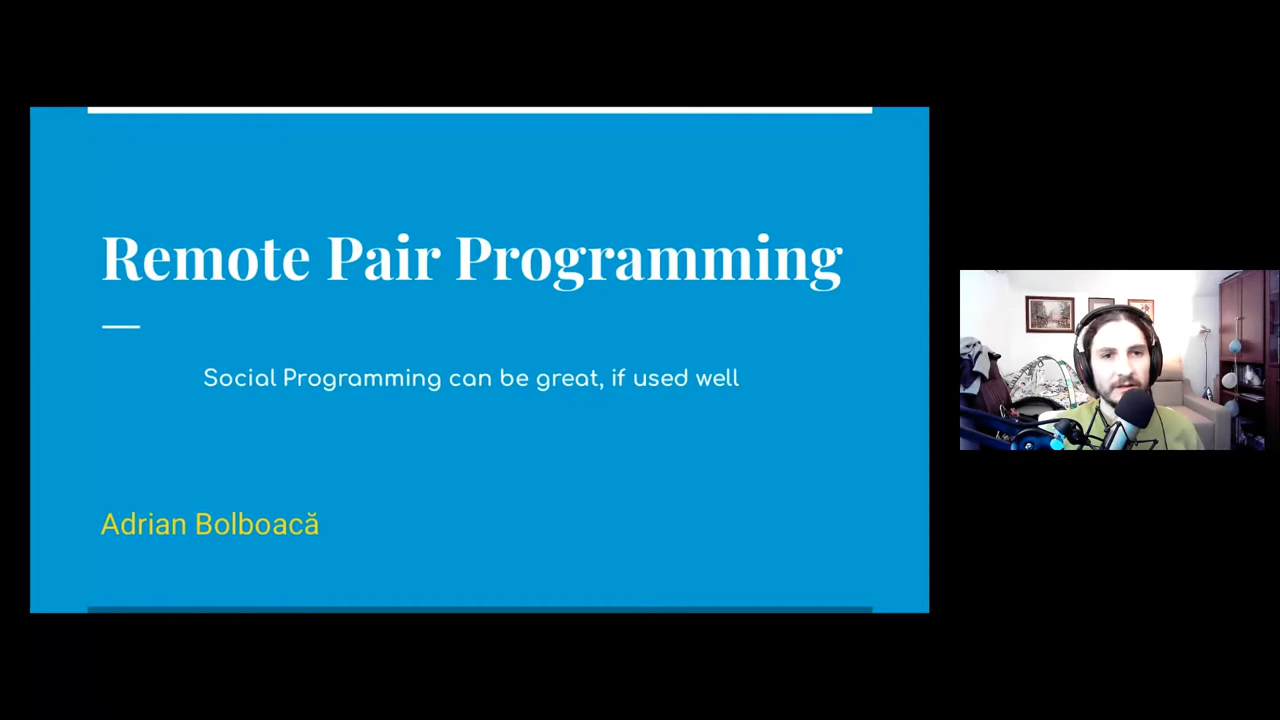 Remote Pair Programming
Social Programming can be great, if used well
Adrian Bolboacă